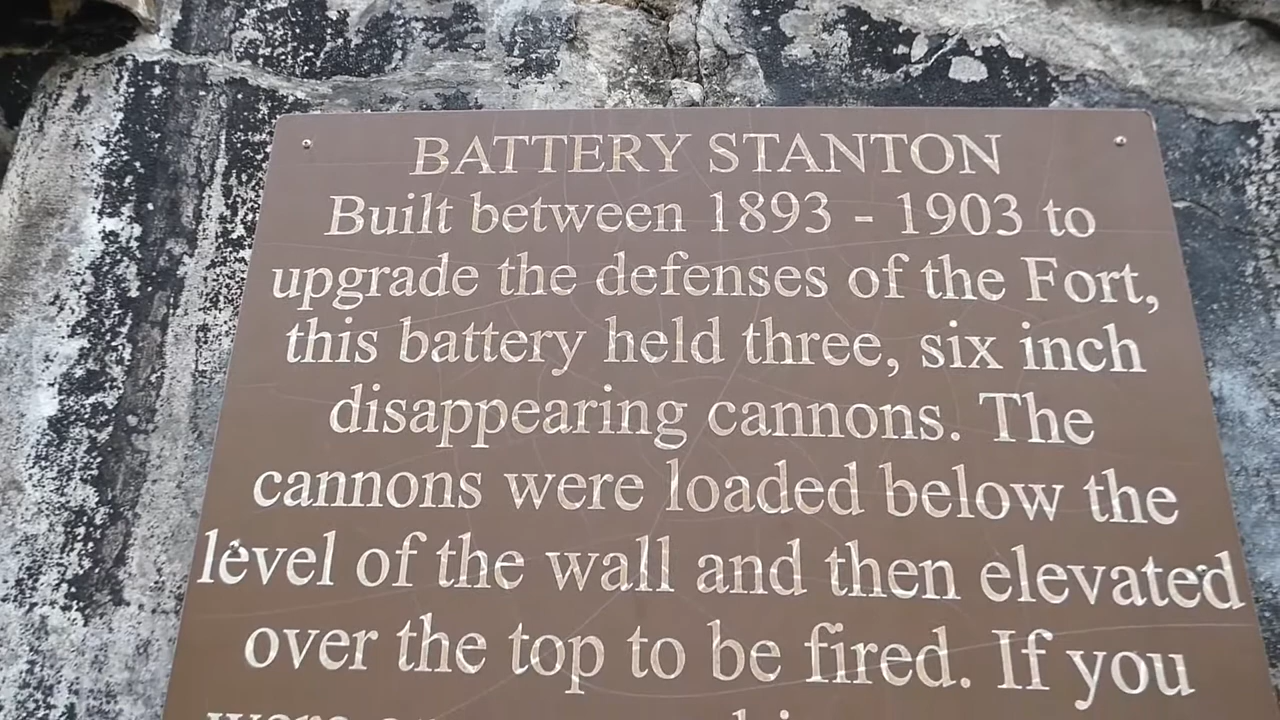 BATTERY STANTON
Built between 1893 - 1903 to
upgrade the defenses of the Fort,
this battery held three, six inch
disappearing cannons. The
cannons were loaded below the
level of the wall and then elevated
over the top to be fired. If you